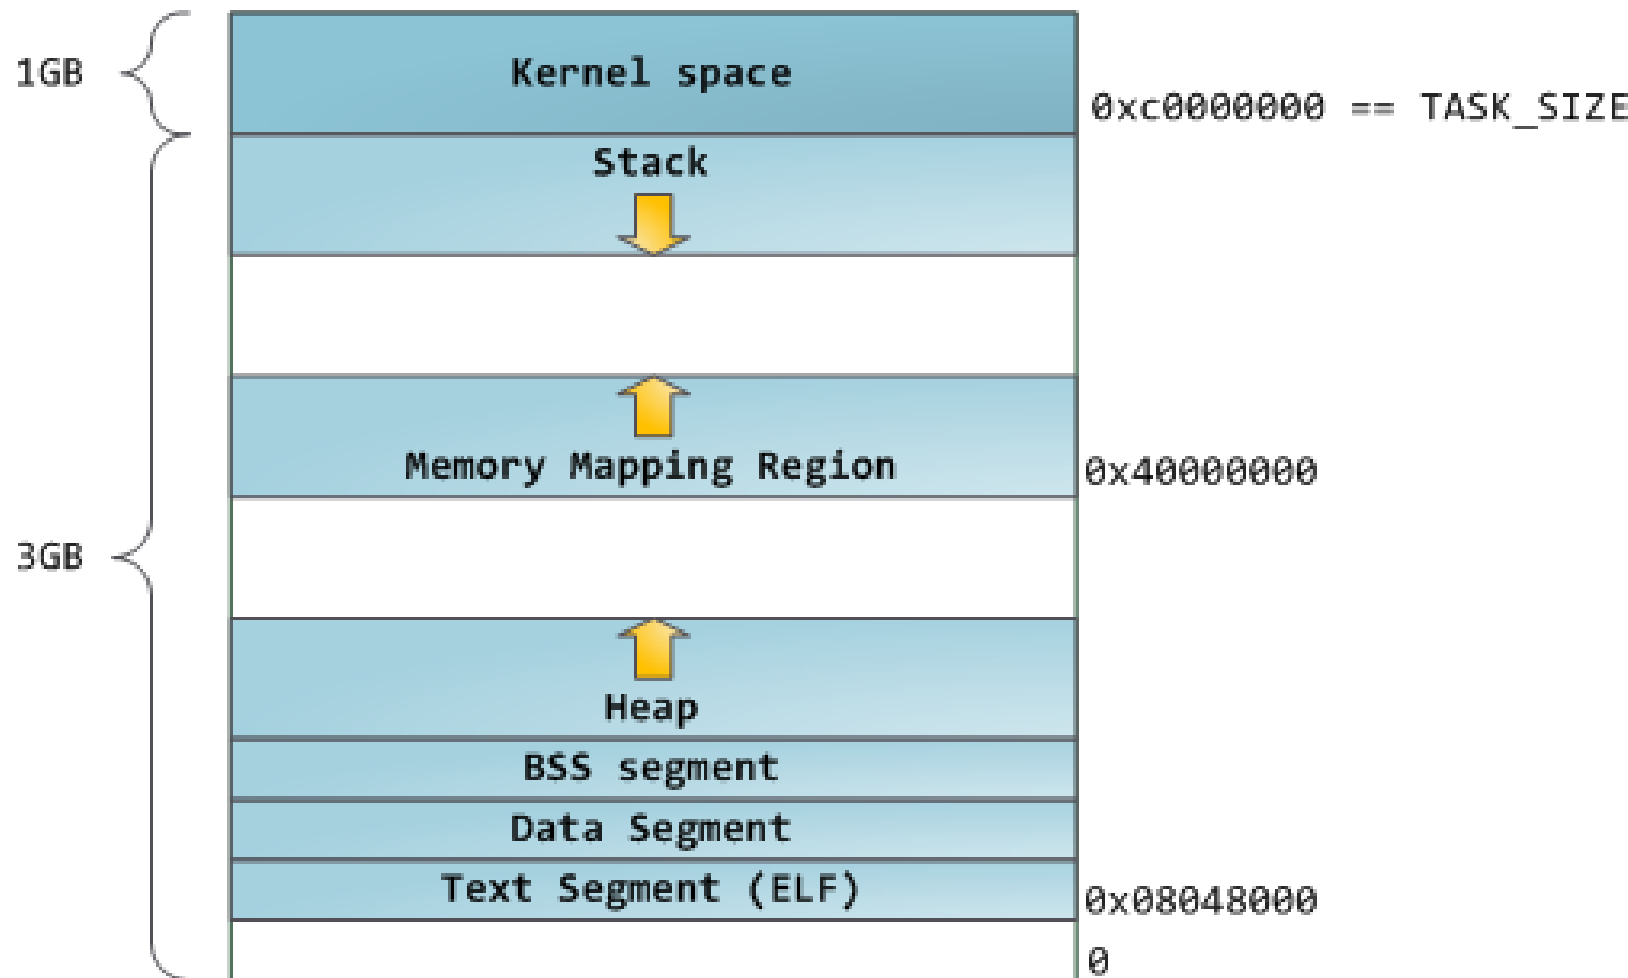 1GB
Kernel space
0xc0000000 == TASK_SIZE
Stack
Memory Mapping Region
0x40000000
3GB
Heap
BSS segment
Data Segment
Text Segment (ELF)
0x08048000
0